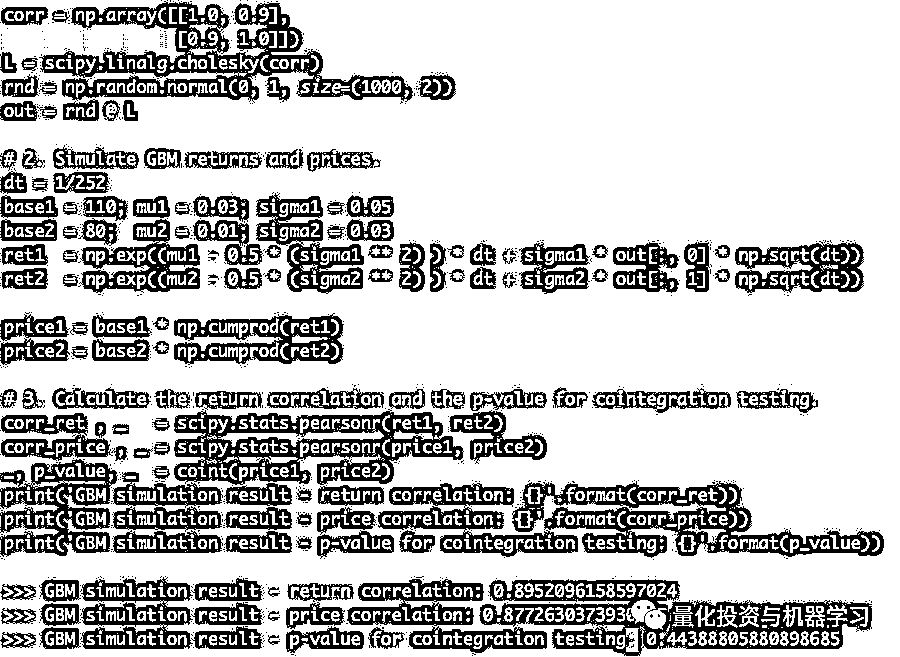 corr = np.array([[1.0, 0.9],
                 [0.9, 1.0]])
L = scipy.linalg.cholesky(corr)
rnd = np.random.normal(0, 1, size=(1000, 2))
out = rnd @ L

# 2. Simulate GBM returns and prices.
dt = 1/252
base1 = 110; mu1 = 0.03; sigma1 = 0.05
base2 = 80;  mu2 = 0.01; sigma2 = 0.03
ret1  = np.exp((mu1 - 0.5 * (sigma1 ** 2) ) * dt + sigma1 * out[:, 0] * np.sqrt(dt))
ret2  = np.exp((mu2 - 0.5 * (sigma2 ** 2) ) * dt + sigma2 * out[:, 1] * np.sqrt(dt))

price1 = base1 * np.cumprod(ret1)
price2 = base2 * np.cumprod(ret2)

# 3. Calculate the return correlation and the p-value for cointegration testing.
corr_ret , _   = scipy.stats.pearsonr(ret1, ret2)
corr_price , _ = scipy.stats.pearsonr(price1, price2)
_, p_value, _  = coint(price1, price2)
print('GBM simulation result - return correlation: {}'.format(corr_ret))
print('GBM simulation result - price correlation: {}'.format(corr_price))
print('GBM simulation result - p-value for cointegration testing: {}'.format(p_value))

>>> GBM simulation result - return correlation: 0.8952096158597024
>>> GBM simulation result - price correlation:
量化投资与机器学习
>>> GBM simulation result - p-value for cointegration testing: 0.44388805880898685